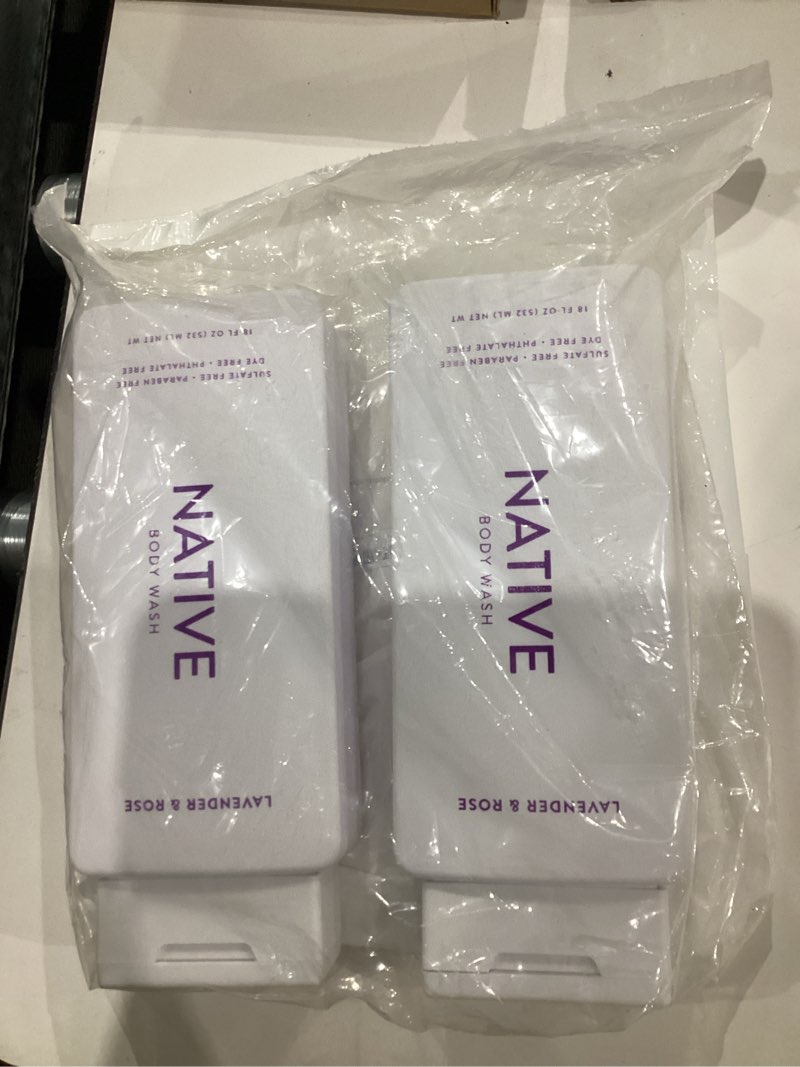 LAVENDER & ROSE
NATIVE
BODY WASH
SULFATE FREE • PARABEN FREE
DYE FREE • PHTHALATE FREE
18 FL OZ (532 ML) NET WT
LAVENDER & ROSE
NATIVE
BODY WASH
SULFATE FREE • PARABEN FREE
DYE FREE • PHTHALATE FREE
18 FL OZ (532 ML) NET WT